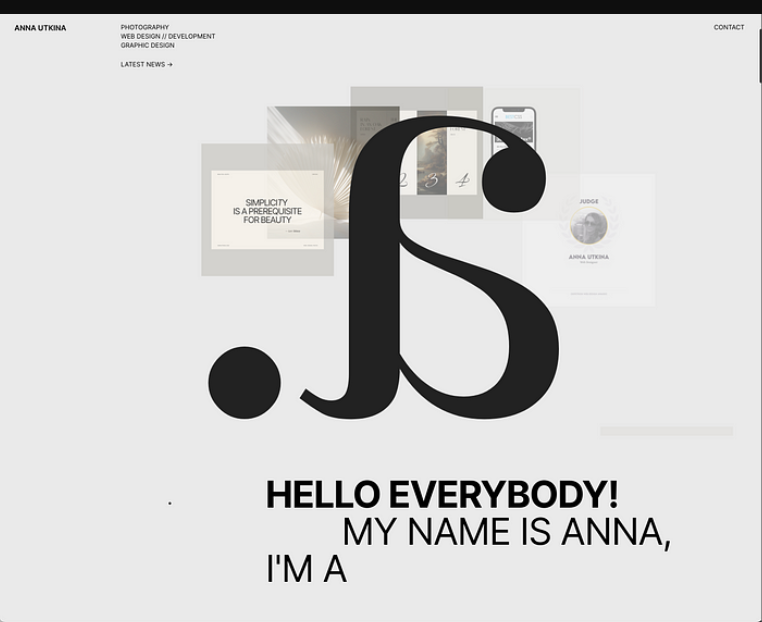 ANNA UTKINA
PHOTOGRAPHY
WEB DESIGN // DEVELOPMENT
GRAPHIC DESIGN
LATEST NEWS →
CONTACT
SIMPLICITY
IS A PREREQUISITE
FOR BEAUTY
2 3 4
JUDGE
ANNA UTKINA
HELLO EVERYBODY!
MY NAME IS ANNA,
I'M A